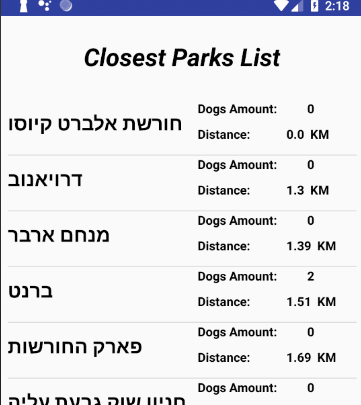 2:18
Closest Parks List
חורשת אלברט קיוסו
Dogs Amount: 0
Distance: 0.0 KM
דרויאנוב
Dogs Amount: 0
Distance: 1.3 KM
מנחם ארבר
Dogs Amount: 0
Distance: 1.39 KM
ברנט
Dogs Amount: 2
Distance: 1.51 KM
פארק החורשות
Dogs Amount: 0
Distance: 1.69 KM
חניון שוק גבעת עליה
Dogs Amount: 0